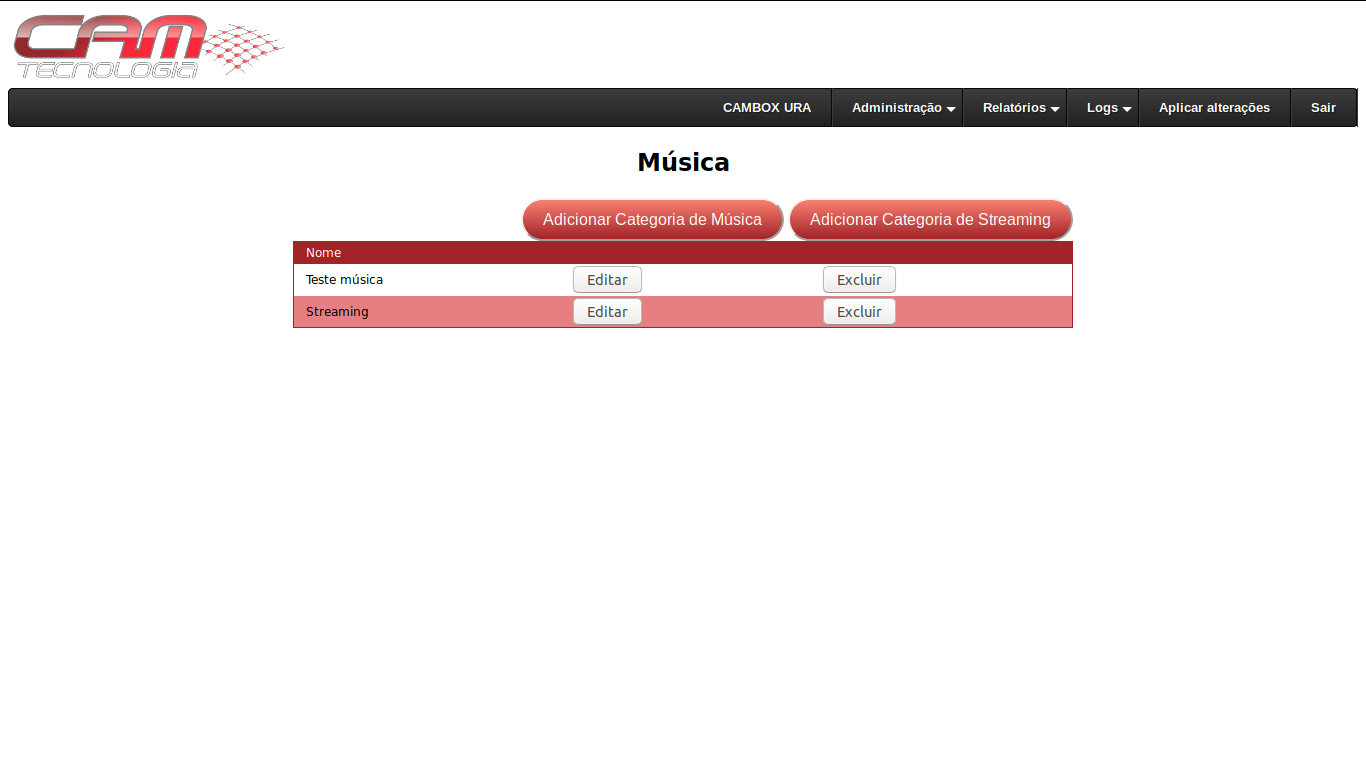 CAM
TECNOLOGIA
CAMBOX URA Administração Relatórios Logs Aplicar alterações Sair
Música
Adicionar Categoria de Música Adicionar Categoria de Streaming
Nome
Teste música Editar Excluir
Streaming Editar Excluir